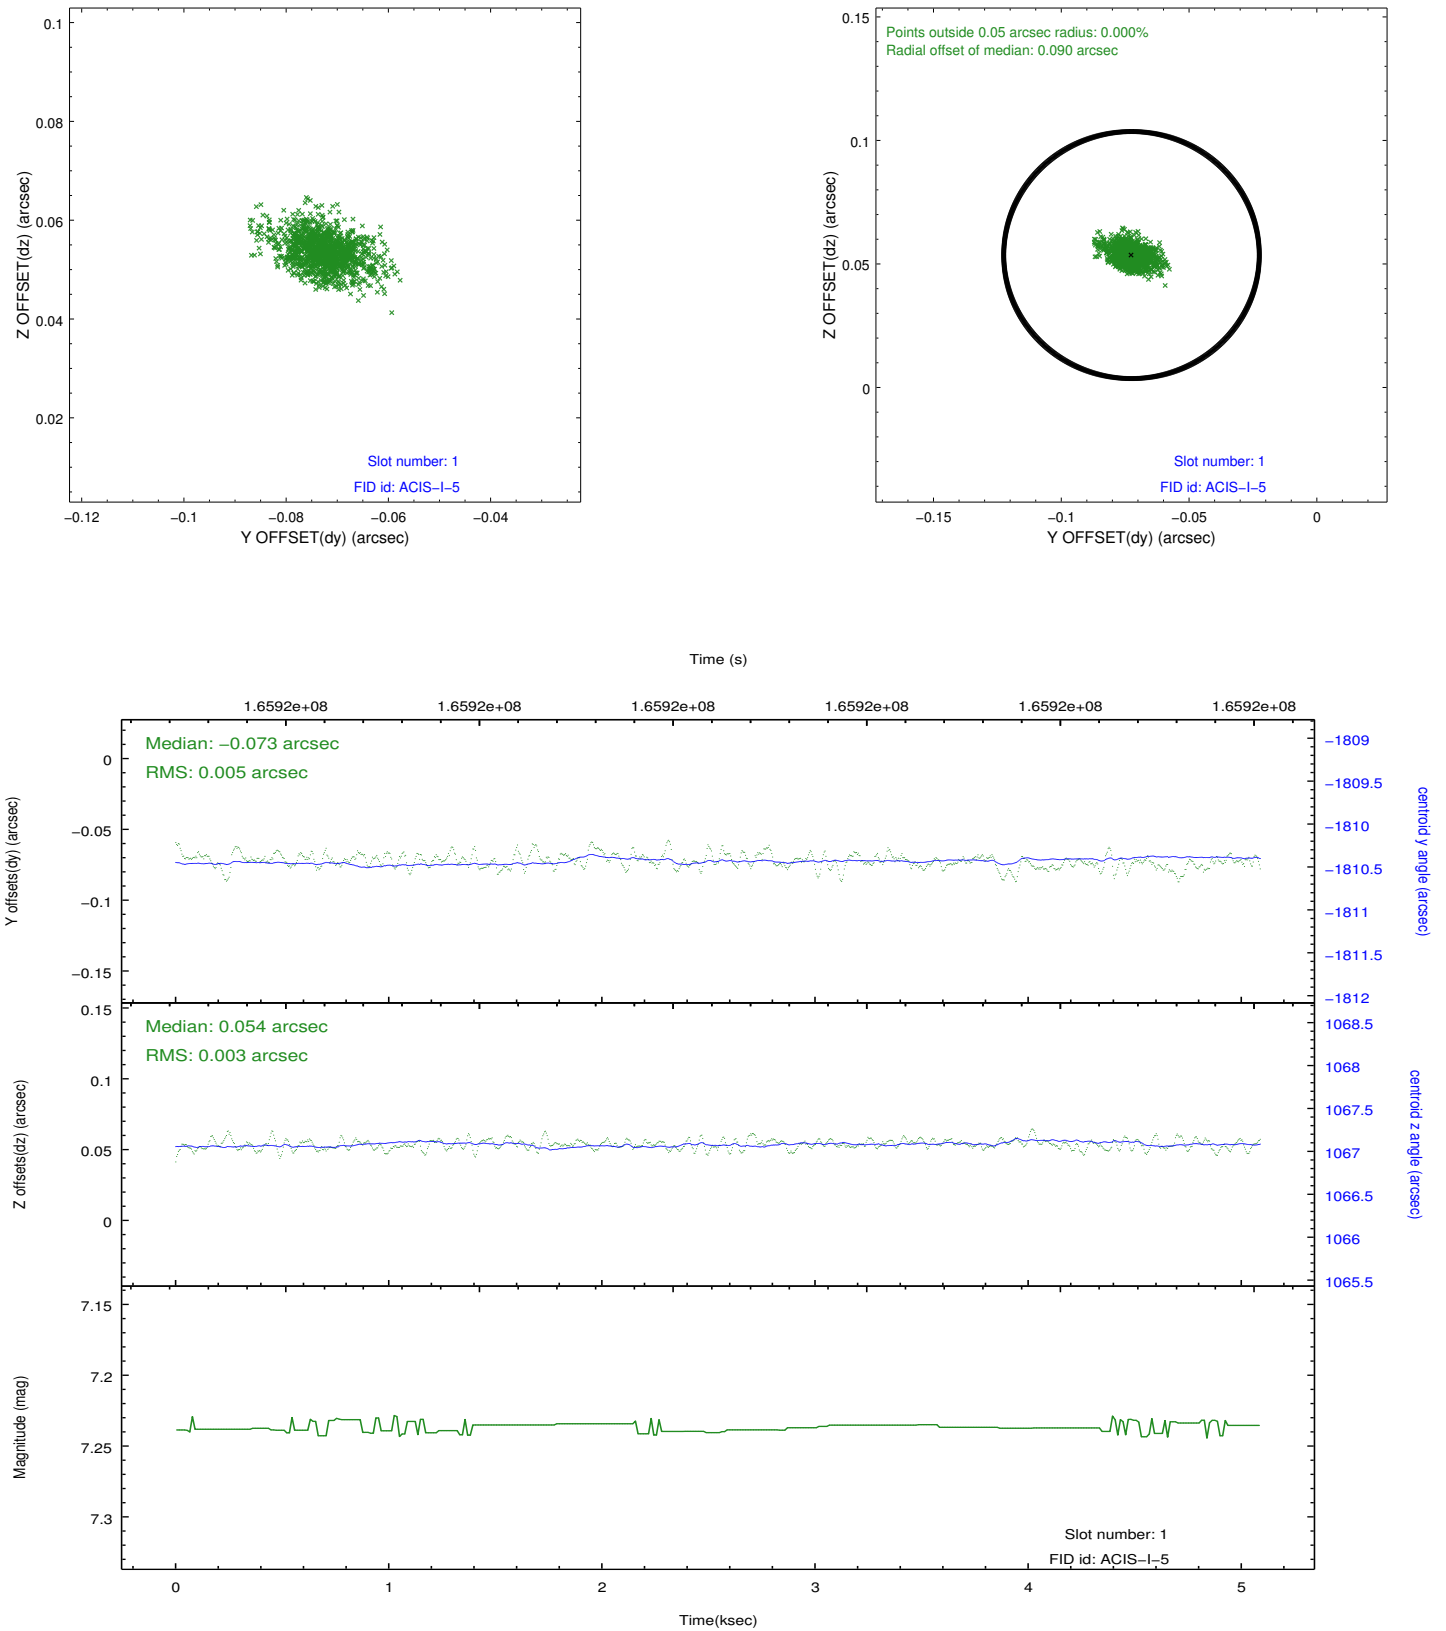 0.1
0.08
0.06
0.04
0.02
Z OFFSET(dz) (arcsec)
Slot number: 1
FID id: ACIS−I−5
−0.12 −0.1 −0.08 −0.06 −0.04
Y OFFSET(dy) (arcsec)
0.15
0.1
0.05
0
Z OFFSET(dz) (arcsec)
Points outside 0.05 arcsec radius: 0.000%
Radial offset of median: 0.090 arcsec
Slot number: 1
FID id: ACIS−I−5
−0.15 −0.1 −0.05 0
Y OFFSET(dy) (arcsec)
Time (s)
1.6592e+08 1.6592e+08 1.6592e+08 1.6592e+08 1.6592e+08 1.6592e+08
Median: −0.073 arcsec
RMS: 0.005 arcsec
0
−0.05
−0.1
−0.15
Y offsets(dy) (arcsec)
−1809
−1809.5
−1810
−1810.5
−1811
−1811.5
−1812
centroid y angle (arcsec)
Median: 0.054 arcsec
RMS: 0.003 arcsec
0.15
0.1
0.05
0
Z offsets(dz) (arcsec)
1068.5
1068
1067.5
1067
1066.5
1066
1065.5
centroid z angle (arcsec)
7.15
7.2
7.25
7.3
Magnitude (mag)
Slot number: 1
FID id: ACIS−I−5
0 1 2 3 4 5
Time(ksec)